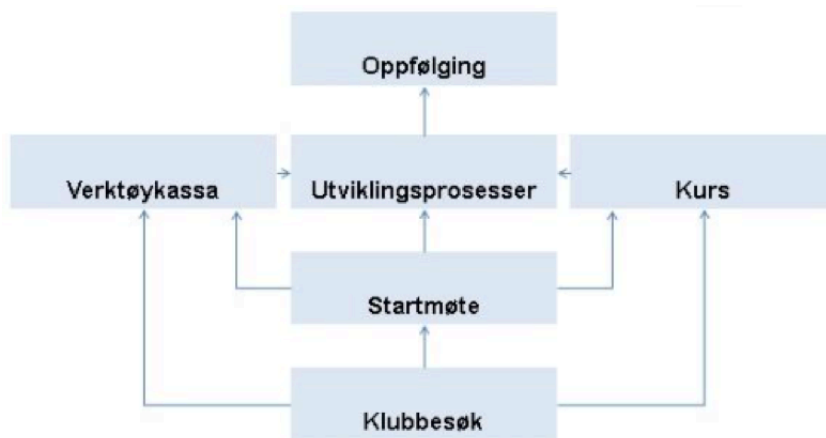 Oppfølging
Verktøykassa
Utviklingsprosesser
Kurs
Startmøte
Klubbesøk